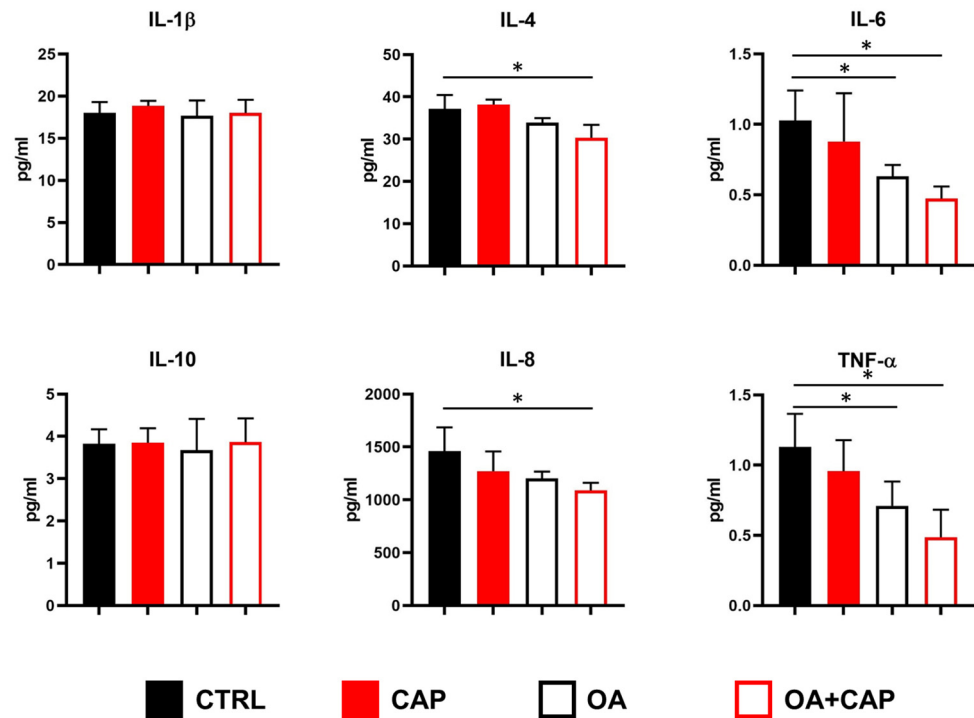 IL-1β
pg/ml
25
20
15
10
5
0
IL-4
pg/ml
50
40
30
20
10
0
*
IL-6
pg/ml
1.5
1.0
0.5
0.0
*
*
IL-10
pg/ml
5
4
3
2
1
0
IL-8
pg/ml
2000
1500
1000
500
0
*
TNF-α
pg/ml
1.5
1.0
0.5
0.0
*
*
CTRL CAP OA OA+CAP